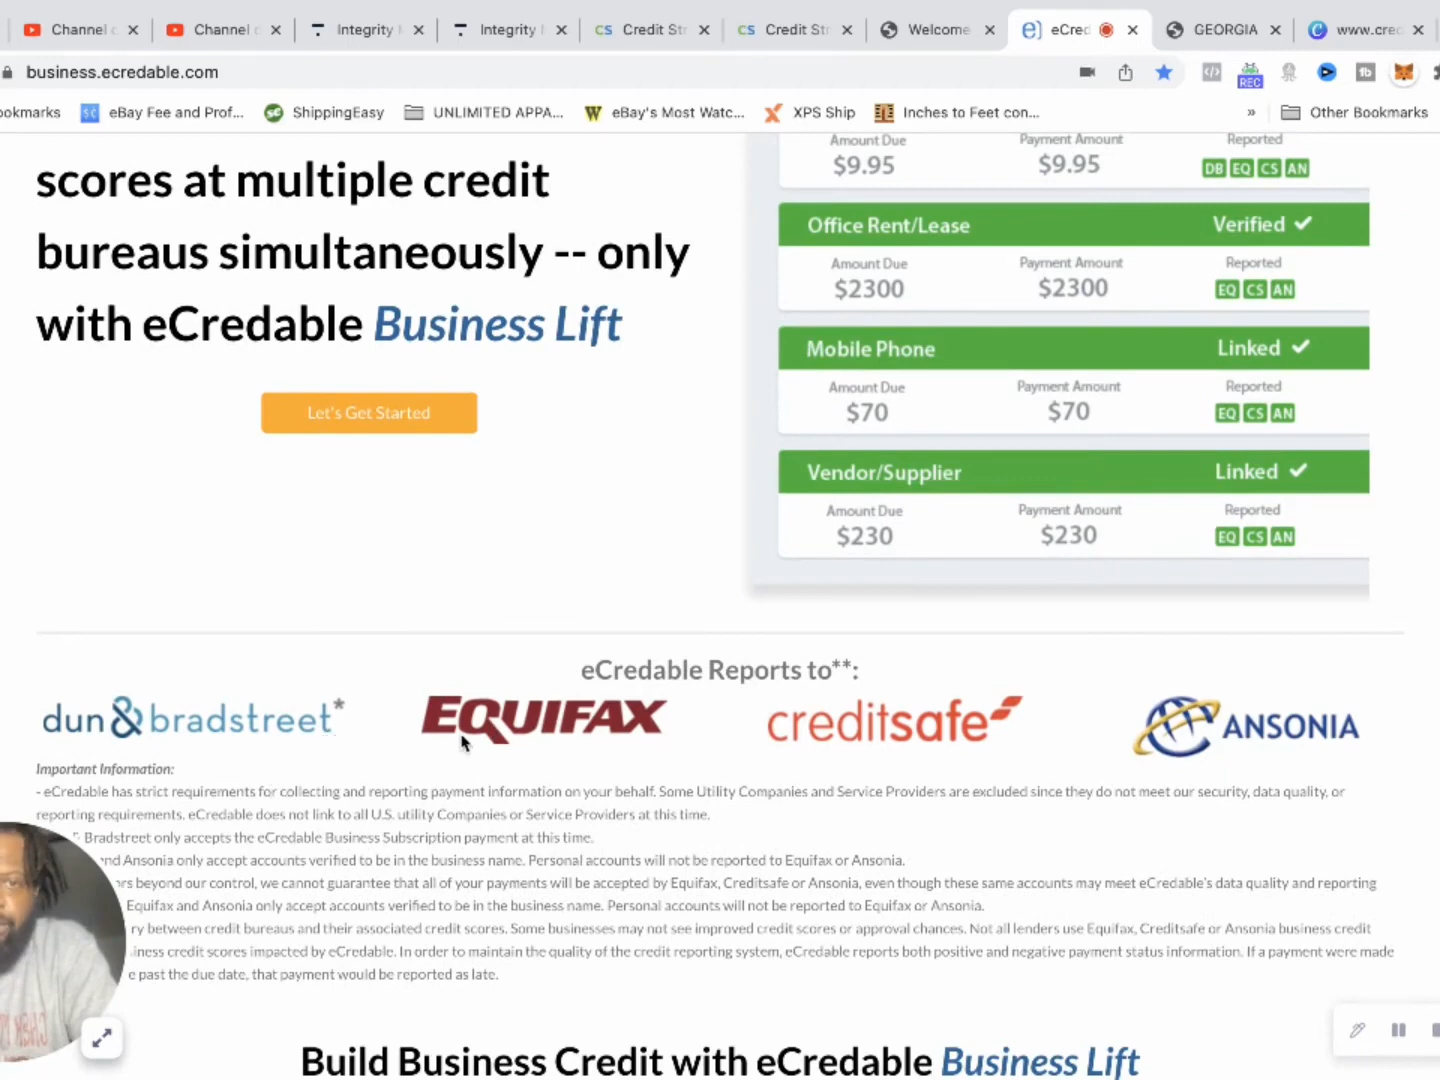 Channel
Channel
Integrity
Integrity
Credit Str
Credit Str
Welcome
eCred
GEORGIA
www.crec
business.ecredable.com
REC
ookmarks
eBay Fee and Prof...
ShippingEasy
UNLIMITED APPA...
eBay's Most Watc...
XPS Ship
Inches to Feet con...
» Other Bookmarks
scores at multiple credit
bureaus simultaneously -- only
with eCredable Business Lift
Let's Get Started
Amount Due Payment Amount Reported
$9.95 $9.95 DB EQ CS AN
Office Rent/Lease Verified ✓
Amount Due Payment Amount Reported
$2300 $2300 EQ CS AN
Mobile Phone Linked ✓
Amount Due Payment Amount Reported
$70 $70 EQ CS AN
Vendor/Supplier Linked ✓
Amount Due Payment Amount Reported
$230 $230 EQ CS AN
eCredable Reports to**:
dun & bradstreet*
EQUIFAX
creditsafe
ANSONIA
Important Information:
- eCredable has strict requirements for collecting and reporting payment information on your behalf. Some Utility Companies and Service Providers are excluded since they do not meet our security, data quality, or
reporting requirements. eCredable does not link to all U.S. utility Companies or Service Providers at this time.
Bradstreet only accepts the eCredable Business Subscription payment at this time.
and Ansonia only accept accounts verified to be in the business name. Personal accounts will not be reported to Equifax or Ansonia.
rs beyond our control, we cannot guarantee that all of your payments will be accepted by Equifax, Creditsafe or Ansonia, even though these same accounts may meet eCredable's data quality and reporting
Equifax and Ansonia only accept accounts verified to be in the business name. Personal accounts will not be reported to Equifax or Ansonia.
ry between credit bureaus and their associated credit scores. Some businesses may not see improved credit scores or approval chances. Not all lenders use Equifax, Creditsafe or Ansonia business credit
iness credit scores impacted by eCredable. In order to maintain the quality of the credit reporting system, eCredable reports both positive and negative payment status information. If a payment were made
e past the due date, that payment would be reported as late.
Build Business Credit with eCredable Business Lift